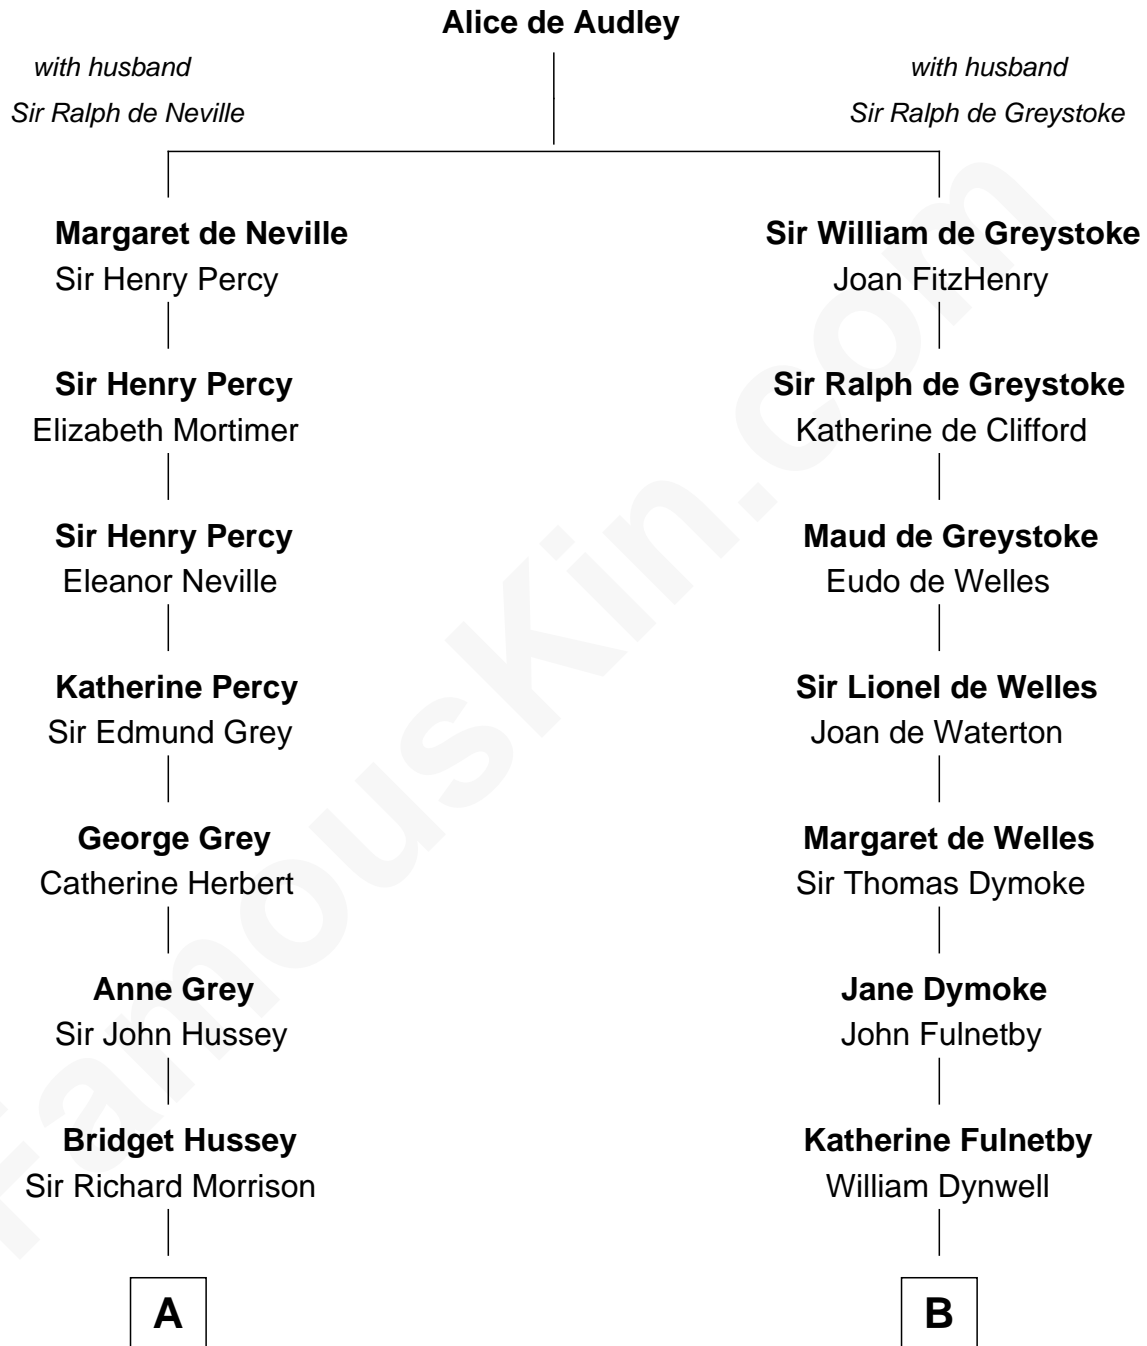 Alice de Audley
with husband
Sir Ralph de Neville
with husband
Sir Ralph de Greystoke
Margaret de Neville
Sir Henry Percy
Sir William de Greystoke
Joan FitzHenry
Sir Henry Percy
Elizabeth Mortimer
Sir Ralph de Greystoke
Katherine de Clifford
Sir Henry Percy
Eleanor Neville
Maud de Greystoke
Eudo de Welles
Katherine Percy
Sir Edmund Grey
Sir Lionel de Welles
Joan de Waterton
George Grey
Catherine Herbert
Margaret de Welles
Sir Thomas Dymoke
Anne Grey
Sir John Hussey
Jane Dymoke
John Fulnetby
Bridget Hussey
Sir Richard Morrison
Katherine Fulnetby
William Dynwell
A
B
FamousKin.com